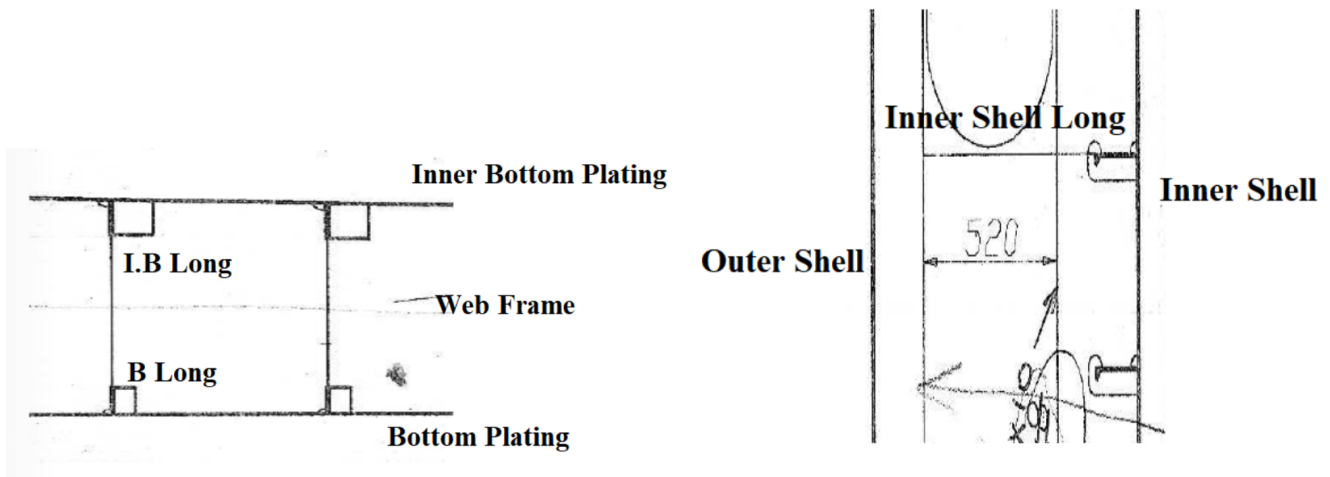 Inner Bottom Plating
I.B Long
Web Frame
B Long
Bottom Plating
Inner Shell Long
Inner Shell
520
Outer Shell